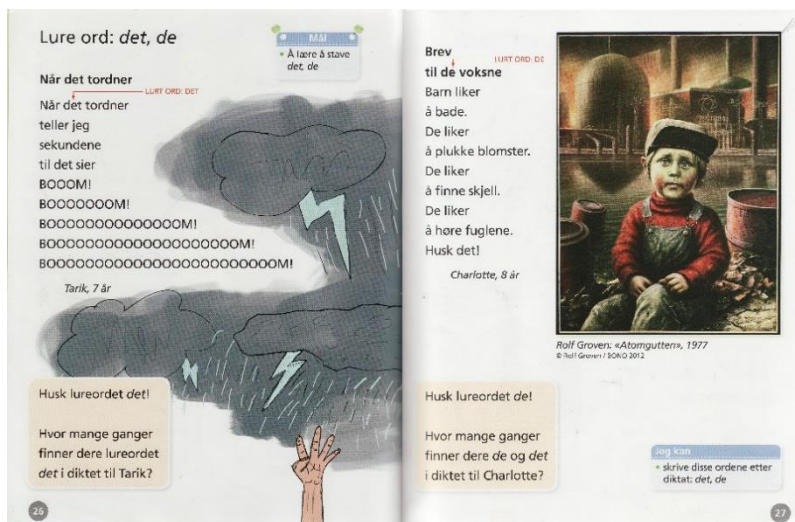 Lure ord: det, de
Mål
• Å lære å stave
det, de
Når det tordner
LURT ORD: DET
Når det tordner
teller jeg
sekundene
til det sier
BOOOM!
BOOOOOOOM!
BOOOOOOOOOOOOOOM!
BOOOOOOOOOOOOOOOOOOOOM!
BOOOOOOOOOOOOOOOOOOOOOOOOM!
Tarik, 7 år
Husk lureordet det!
Hvor mange ganger
finner dere lureordet
det i diktet til Tarik?
26
Brev
LURT ORD: DE
til de voksne
Barn liker
å bade.
De liker
å plukke blomster.
De liker
å finne skjell.
De liker
å høre fuglene.
Husk det!
Charlotte, 8 år
Rolf Groven: «Atomgutten», 1977
© Rolf Groven / BONO 2012
Husk lureordet de!
Hvor mange ganger
finner dere de og det
i diktet til Charlotte?
Jeg kan
• skrive disse ordene etter
diktat: det, de
27